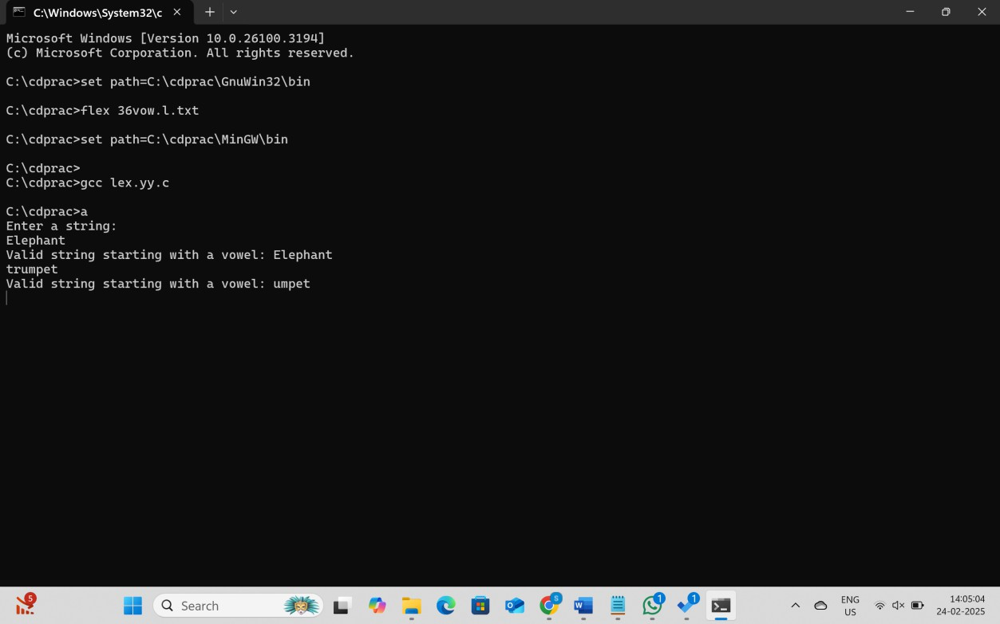 C:\Windows\System32\c
Microsoft Windows [Version 10.0.26100.3194]
(c) Microsoft Corporation. All rights reserved.
C:\cdprac>set path=C:\cdprac\GnuWin32\bin
C:\cdprac>flex 36vow.l.txt
C:\cdprac>set path=C:\cdprac\MinGW\bin
C:\cdprac>
C:\cdprac>gcc lex.yy.c
C:\cdprac>a
Enter a string:
Elephant
Valid string starting with a vowel: Elephant
trumpet
Valid string starting with a vowel: umpet
5
Search
S
1
1
ENG
US
14:05:04
24-02-2025